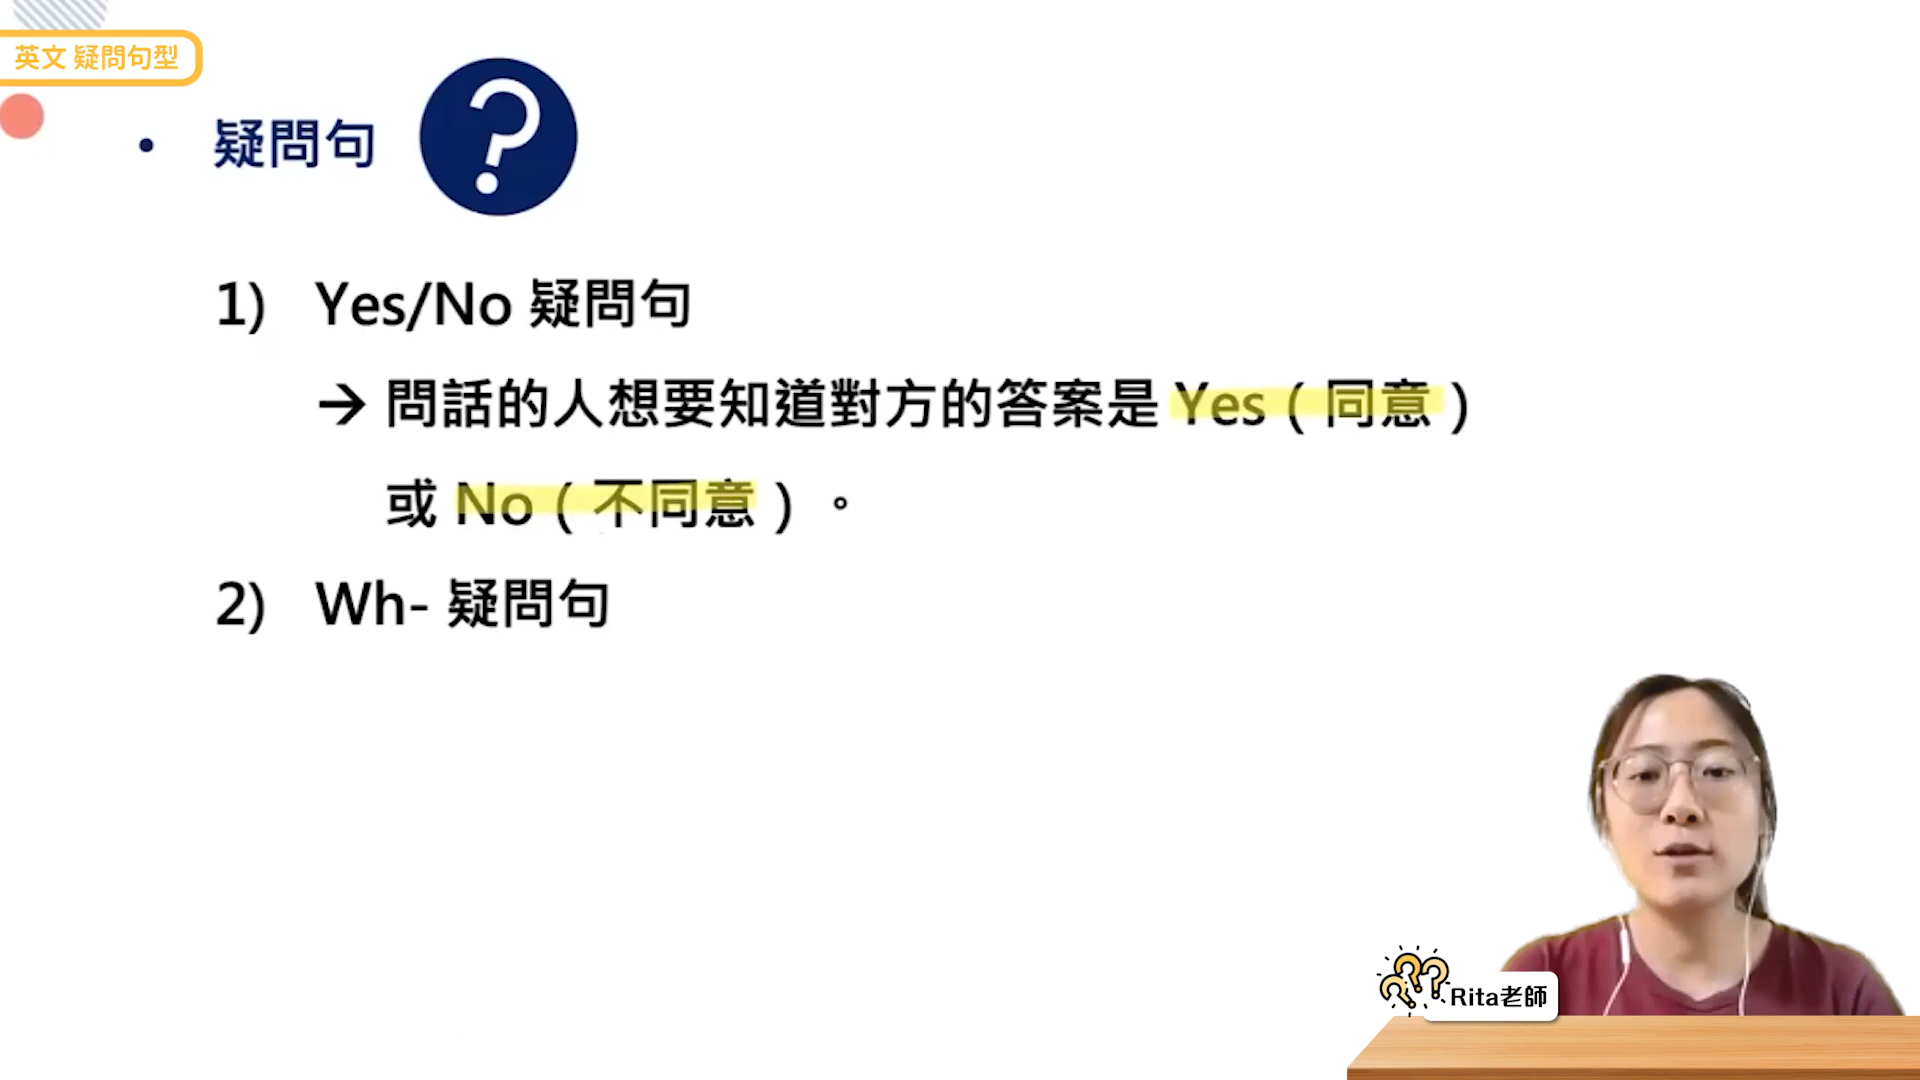 英文 疑問句型
• 疑問句
1) Yes/No 疑問句
→ 問話的人想要知道對方的答案是 Yes（同意）
或 No（不同意）。
2) Wh- 疑問句
Rita老師